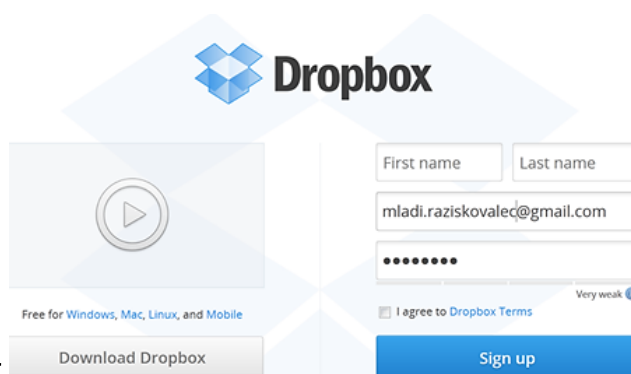 Dropbox
First name Last name
mladi.raziskovalec@gmail.com
••••••••
Very weak
I agree to Dropbox Terms
Sign up
Free for Windows, Mac, Linux, and Mobile
Download Dropbox